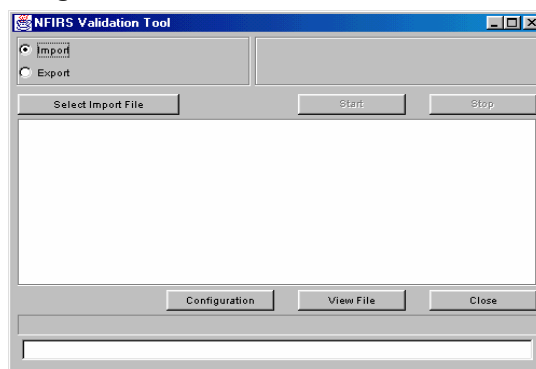 NFIRS Validation Tool
Import
Export
Select Import File Start Stop
Configuration View File Close